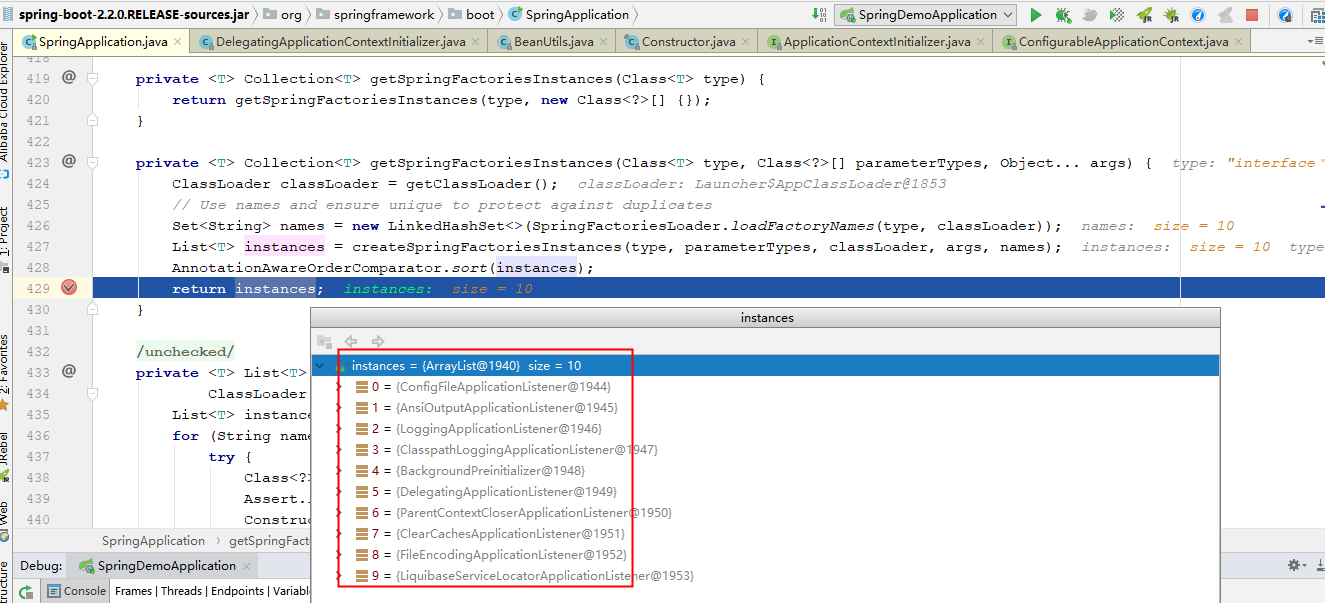 spring-boot-2.2.0.RELEASE-sources.jar org springframework boot SpringApplication SpringDemoApplication
SpringApplication.java DelegatingApplicationContextInitializer.java BeanUtils.java Constructor.java ApplicationContextInitializer.java ConfigurableApplicationContext.java
Alibaba Cloud Explorer
1: Project
2: Favorites
JRebel
Web
418
419 @ private <T> Collection<T> getSpringFactoriesInstances(Class<T> type) {
420 return getSpringFactoriesInstances(type, new Class<?>[] {});
421 }
422
423 @ private <T> Collection<T> getSpringFactoriesInstances(Class<T> type, Class<?>[] parameterTypes, Object... args) { type: "interface
424 ClassLoader classLoader = getClassLoader(); classLoader: Launcher$AppClassLoader@1853
425 // Use names and ensure unique to protect against duplicates
426 Set<String> names = new LinkedHashSet<>(SpringFactoriesLoader.loadFactoryNames(type, classLoader)); names: size = 10
427 List<T> instances = createSpringFactoriesInstances(type, parameterTypes, classLoader, args, names); instances: size = 10 type
428 AnnotationAwareOrderComparator.sort(instances);
429 return instances; instances: size = 10
430 }
431
432 /unchecked/
433 @ private <T> List<T>
434 ClassLoader
435 List<T> instanc
436 for (String name
437 try {
438 Class<?
439 Assert.
440 Constru
instances
instances = {ArrayList@1940} size = 10
0 = {ConfigFileApplicationListener@1944}
1 = {AnsiOutputApplicationListener@1945}
2 = {LoggingApplicationListener@1946}
3 = {ClasspathLoggingApplicationListener@1947}
4 = {BackgroundPreinitializer@1948}
5 = {DelegatingApplicationListener@1949}
6 = {ParentContextCloserApplicationListener@1950}
7 = {ClearCachesApplicationListener@1951}
8 = {FileEncodingApplicationListener@1952}
9 = {LiquibaseServiceLocatorApplicationListener@1953}
SpringApplication getSpringFact
Debug: SpringDemoApplication
Console Frames | Threads | Endpoints | Variabl